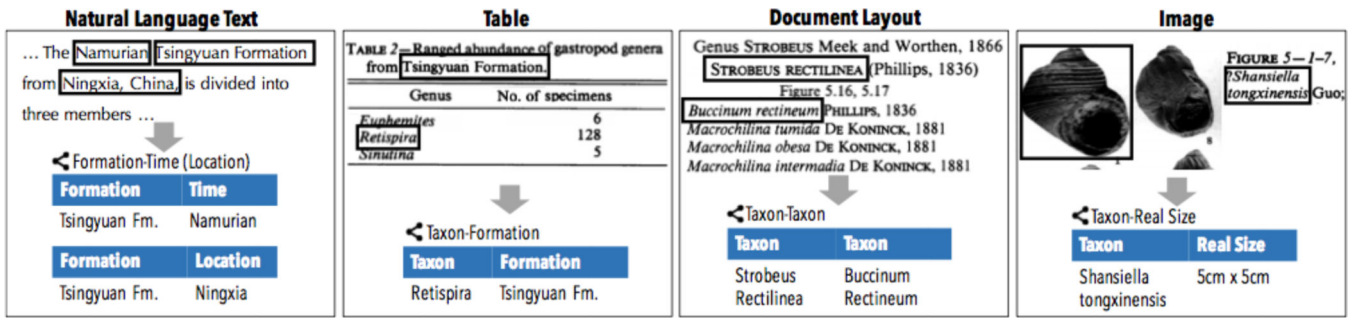 Natural Language Text
... The Namurian Tsingyuan Formation
from Ningxia, China, is divided into
three members ...
Formation-Time (Location)
Formation Time
Tsingyuan Fm. Namurian
Formation Location
Tsingyuan Fm. Ningxia
Table
TABLE 2—Ranged abundance of gastropod genera
from Tsingyuan Formation.
Genus No. of specimens
Euphemites 6
Retispira 128
Sinutina 5
Taxon-Formation
Taxon Formation
Retispira Tsingyuan Fm.
Document Layout
Genus STROBEUS Meek and Worthen, 1866
STROBEUS RECTILINEA (Phillips, 1836)
Figure 5.16, 5.17
Buccinum rectineum PHILLIPS, 1836
Macrochilina tumida DE KONINCK, 1881
Macrochilina obesa DE KONINCK, 1881
Macrochilina intermadia DE KONINCK, 1881
Taxon-Taxon
Taxon Taxon
Strobeus Buccinum
Rectilinea Rectineum
Image
FIGURE 5—1-7,
?Shansiella
tongxinensis Guo;
8
Taxon-Real Size
Taxon Real Size
Shansiella 5cm x 5cm
tongxinensis